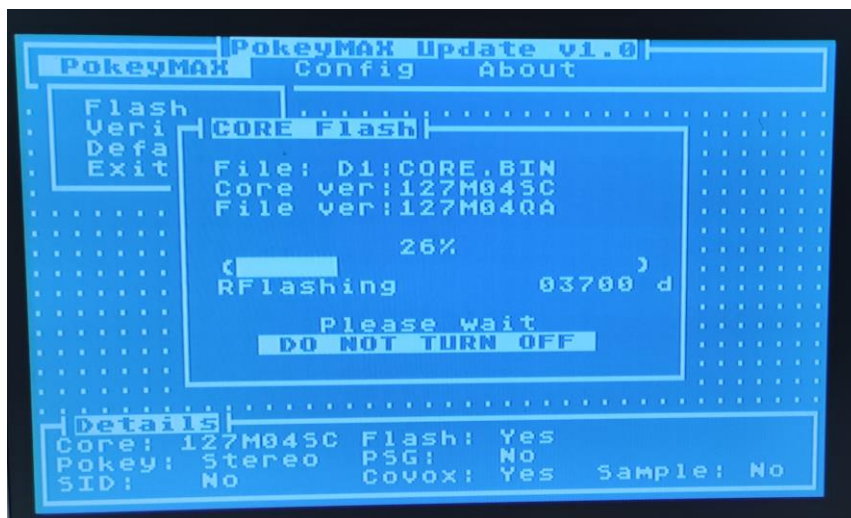 PokeyMAX Update v1.0
PokeyMAX Config About
Flash
Veri
Defa
Exit
CORE Flash
File: D1:CORE.BIN
Core ver:127M04SC
File ver:127M04QA
26%
RFlashing 03700 d
Please wait
DO NOT TURN OFF
Details
Core: 127M04SC Flash: Yes
Pokey: Stereo PSG: No
SID: No Covox: Yes Sample: No